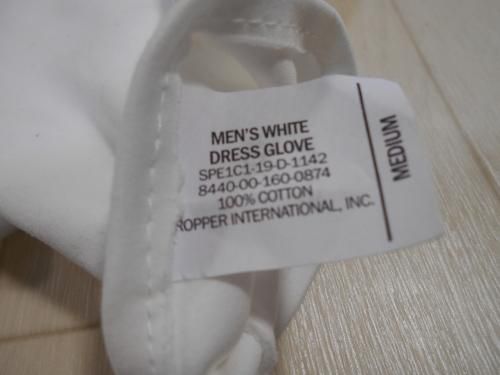 MEN'S WHITE
DRESS GLOVE
SPE1C1-19-D-1142
8440-00-160-0874
100% COTTON
ROPPER INTERNATIONAL, INC.
MEDIUM